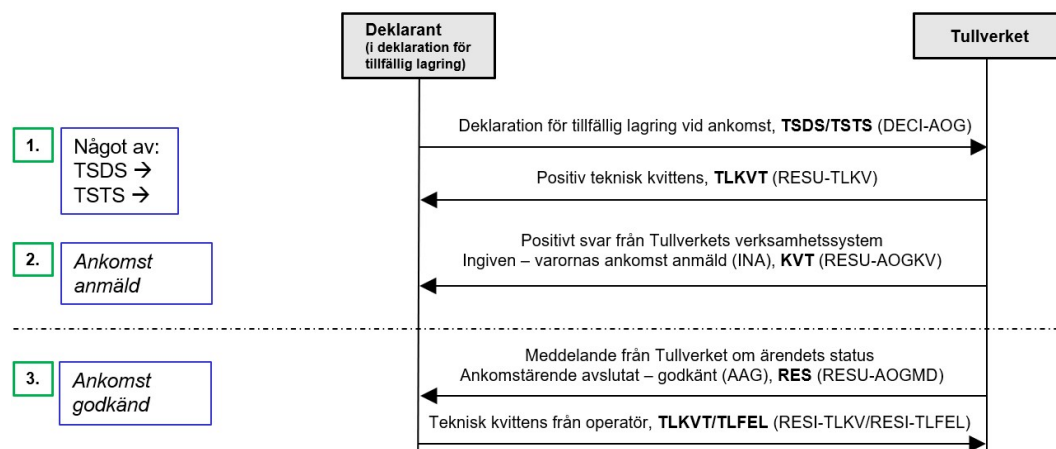 Deklarant
(i deklaration för
tillfällig lagring)
Tullverket
1.
Något av:
TSDS →
TSTS →
Deklaration för tillfällig lagring vid ankomst, TSDS/TSTS (DECI-AOG)
Positiv teknisk kvittens, TLKVT (RESU-TLKV)
2.
Ankomst
anmäld
Positivt svar från Tullverkets verksamhetssystem
Ingiven – varornas ankomst anmäld (INA), KVT (RESU-AOGKV)
3.
Ankomst
godkänd
Meddelande från Tullverket om ärendets status
Ankomstärende avslutat – godkänt (AAG), RES (RESU-AOGMD)
Teknisk kvittens från operatör, TLKVT/TLFEL (RESI-TLKV/RESI-TLFEL)